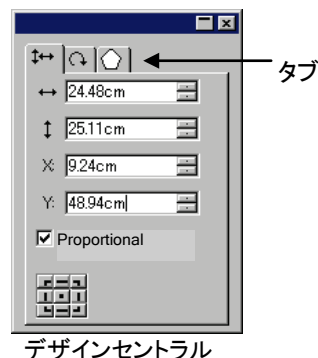 タブ
24.48cm
25.11cm
X: 9.24cm
Y: 48.94cm
Proportional
デザインセントラル